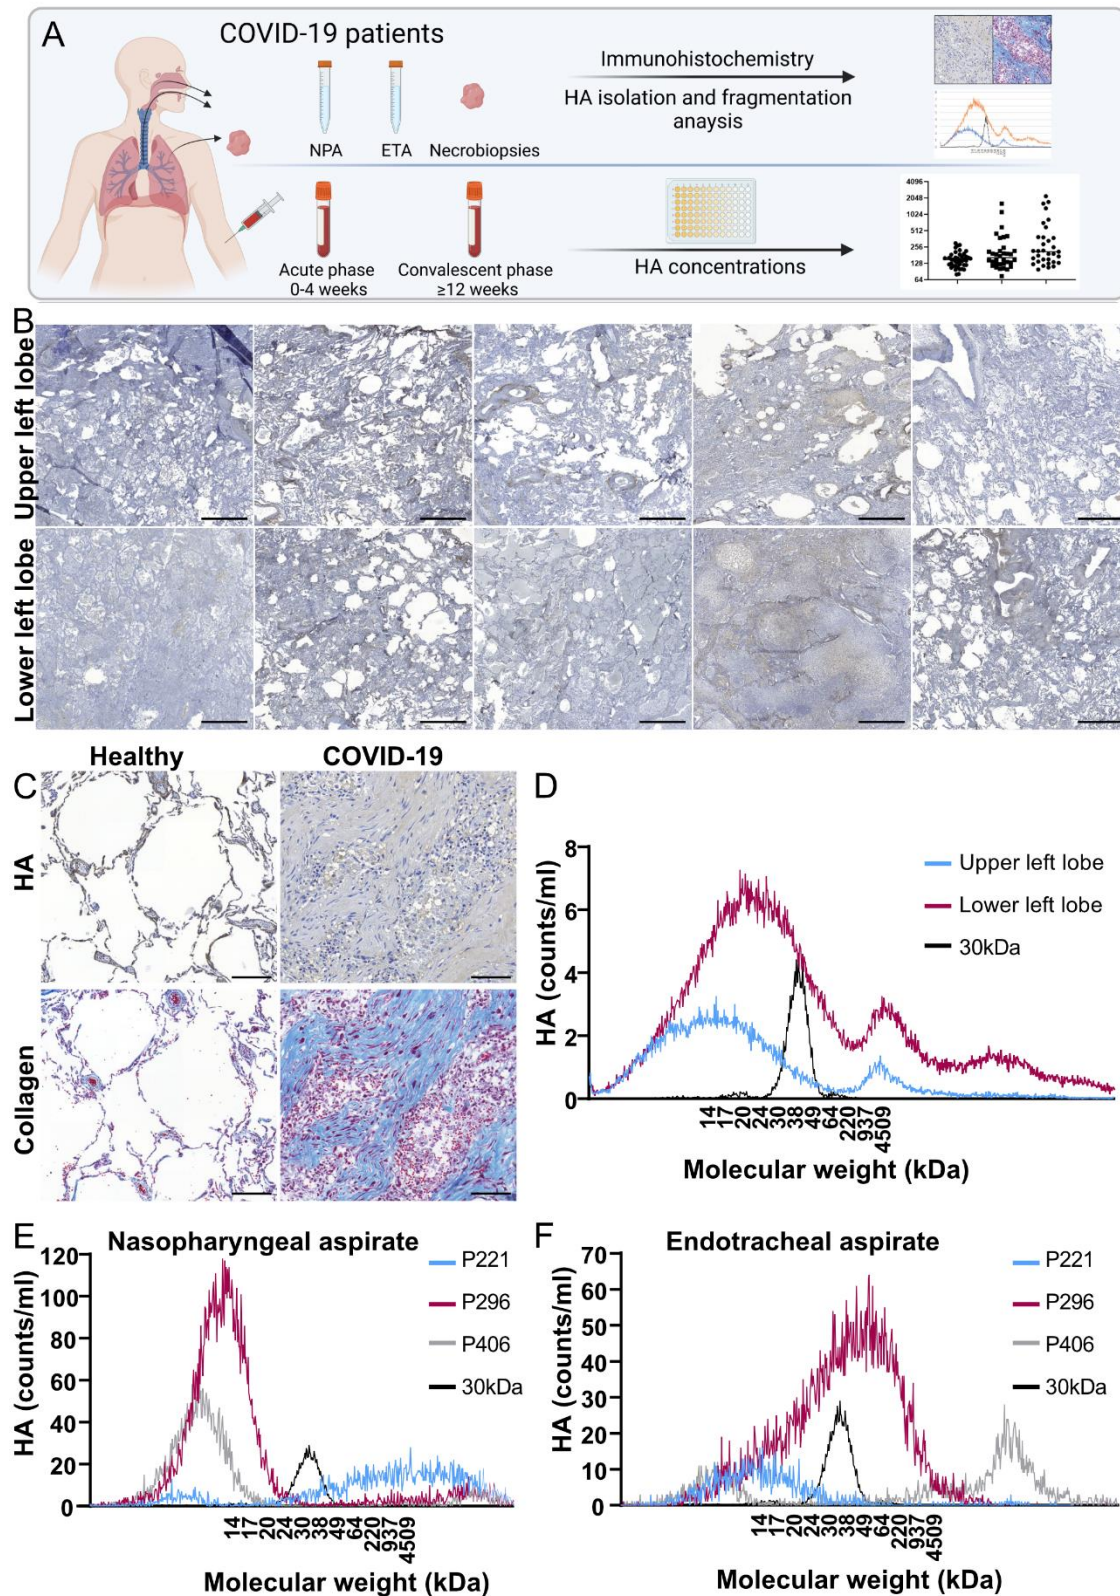 A
COVID-19 patients
NPA
ETA
Necrobiopsies
Immunohistochemistry
HA isolation and fragmentation
anaysis
Acute phase
0-4 weeks
Convalescent phase
≥12 weeks
HA concentrations
4096
2048
1024
512
256
128
64
B
Upper left lobe
Lower left lobe
Healthy
COVID-19
C
HA
Collagen
D
8
6
4
2
0
HA (counts/ml)
Upper left lobe
Lower left lobe
30kDa
14
17
20
24
30
38
49
64
220
937
4509
Molecular weight (kDa)
E
Nasopharyngeal aspirate
120
100
80
60
40
20
0
HA (counts/ml)
P221
P296
P406
30kDa
14
17
20
24
30
38
49
64
220
937
4509
Molecular weight (kDa)
F
Endotracheal aspirate
70
60
50
40
30
20
10
0
HA (counts/ml)
P221
P296
P406
30kDa
14
17
20
24
30
38
49
64
220
937
4509
Molecular weight (kDa)